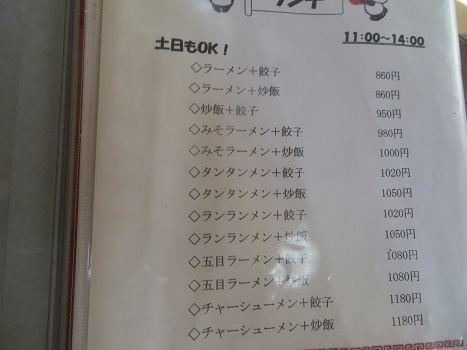 土日もOK！ 11:00～14:00
◇ラーメン＋餃子 860円
◇ラーメン＋炒飯 860円
◇炒飯＋餃子 950円
◇みそラーメン＋餃子 980円
◇みそラーメン＋炒飯 1000円
◇タンタンメン＋餃子 1020円
◇タンタンメン＋炒飯 1050円
◇ランランメン＋餃子 1020円
◇ランランメン＋炒飯 1050円
◇五目ラーメン＋餃子 1080円
◇五目ラーメン＋炒飯 1080円
◇チャーシューメン＋餃子 1180円
◇チャーシューメン＋炒飯 1180円